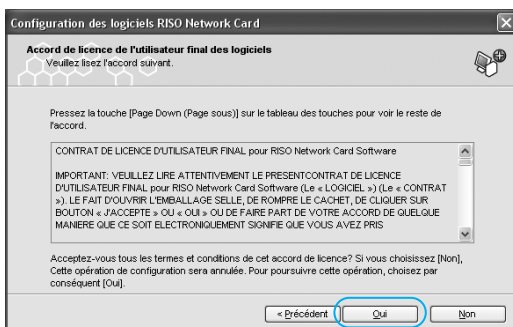 Configuration des logiciels RISO Network Card
Accord de licence de l'utilisateur final des logiciels
Veuillez lisez l'accord suivant.
Pressez la touche [Page Down (Page sous)] sur le tableau des touches pour voir le reste de
l'accord.
CONTRAT DE LICENCE D'UTILISATEUR FINAL pour RISO Network Card Software
IMPORTANT: VEUILLEZ LIRE ATTENTIVEMENT LE PRESENTCONTRAT DE LICENCE
D'UTILISATEUR FINAL pour RISO Network Card Software (Le « LOGICIEL ») (Le « CONTRAT
»). LE FAIT D'OUVRIR L'EMBALLAGE SELLE, DE ROMPRE LE CACHET, DE CLIQUER SUR
BOUTON « J'ACCEPTE » OU « OUI » OU DE FAIRE PART DE VOTRE ACCORD DE QUELQUE
MANIERE QUE CE SOIT ELECTRONIQUEMENT SIGNIFIE QUE VOUS AVEZ PRIS
Acceptez-vous tous les termes et conditions de cet accord de licence? Si vous choisissez [Non],
Cette opération de configuration sera annulée. Pour poursuivre cette opération, choisez par
conséquent [Oui].
< Précédent
Oui
Non